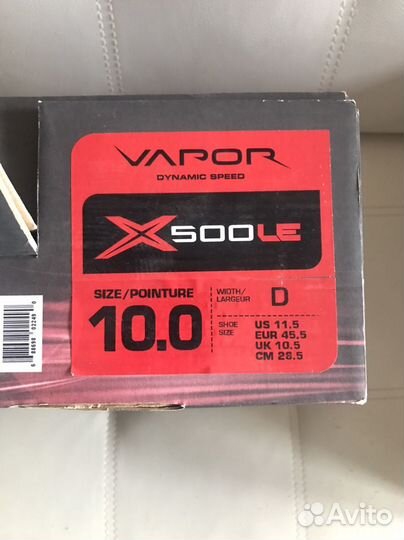 VAPOR
DYNAMIC SPEED
X500LE
SIZE/POINTURE
10.0
WIDTH/
LARGEUR
D
SHOE
SIZE
US 11.5
EUR 45.5
UK 10.5
CM 28.5
Avito